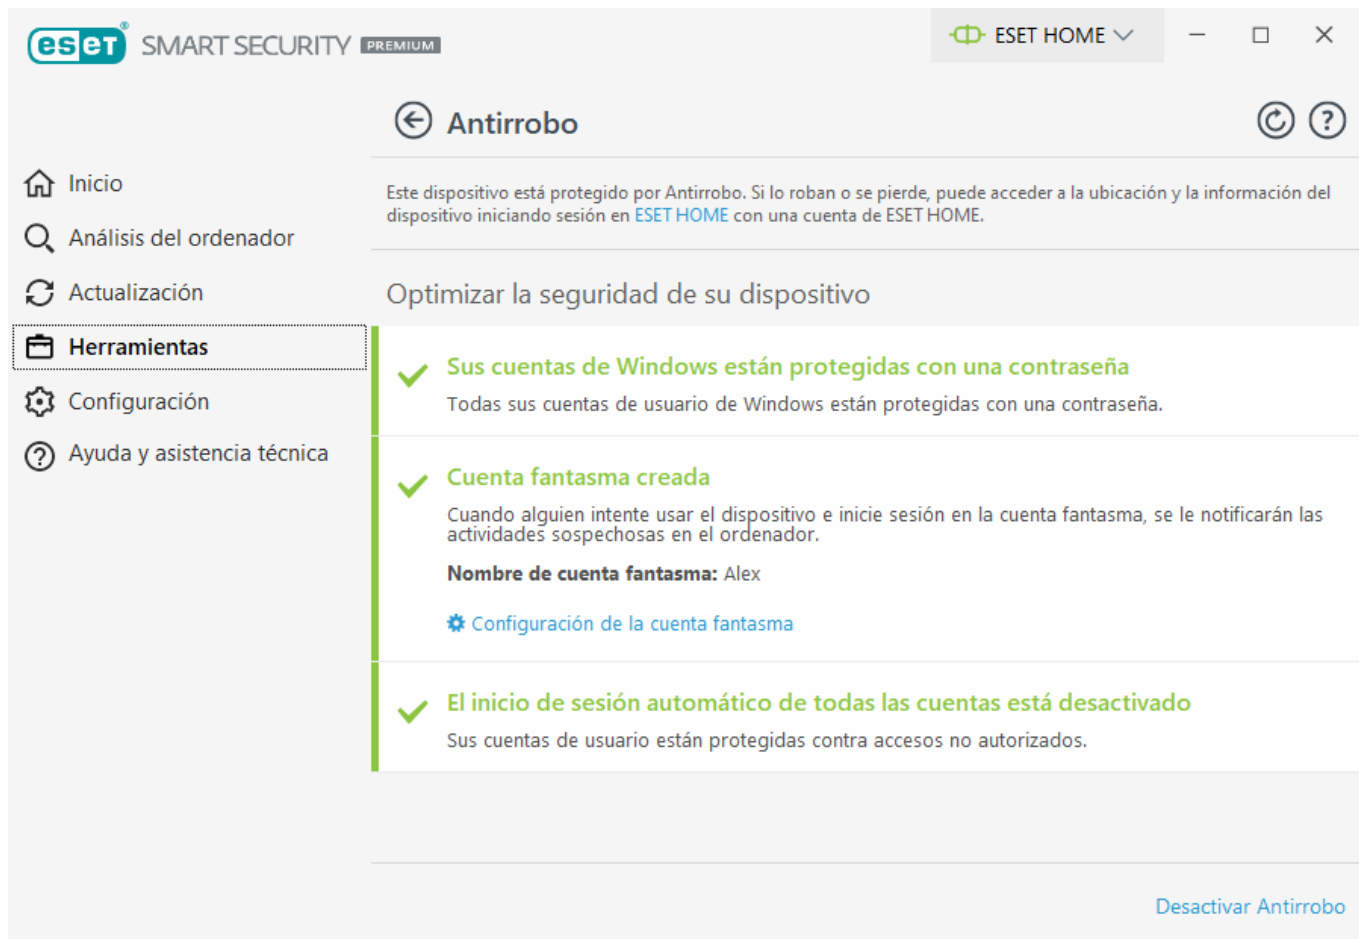 eset® SMART SECURITY PREMIUM
ESET HOME
Antirrobo
Inicio
Análisis del ordenador
Actualización
Herramientas
Configuración
Ayuda y asistencia técnica
Este dispositivo está protegido por Antirrobo. Si lo roban o se pierde, puede acceder a la ubicación y la información del
dispositivo iniciando sesión en ESET HOME con una cuenta de ESET HOME.
Optimizar la seguridad de su dispositivo
Sus cuentas de Windows están protegidas con una contraseña
Todas sus cuentas de usuario de Windows están protegidas con una contraseña.
Cuenta fantasma creada
Cuando alguien intente usar el dispositivo e inicie sesión en la cuenta fantasma, se le notificarán las
actividades sospechosas en el ordenador.
Nombre de cuenta fantasma: Alex
Configuración de la cuenta fantasma
El inicio de sesión automático de todas las cuentas está desactivado
Sus cuentas de usuario están protegidas contra accesos no autorizados.
Desactivar Antirrobo